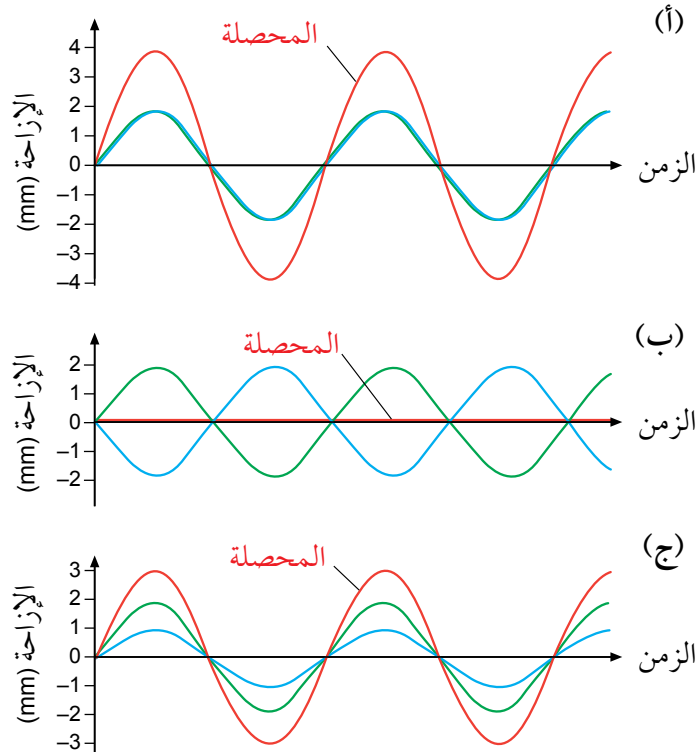 (أ)
المحصلة
الإزاحة (mm)
4
3
2
1
0
–1
–2
–3
–4
الزمن
(ب)
المحصلة
الإزاحة (mm)
2
1
0
–1
–2
الزمن
(ج)
المحصلة
الإزاحة (mm)
3
2
1
0
–1
–2
–3
الزمن